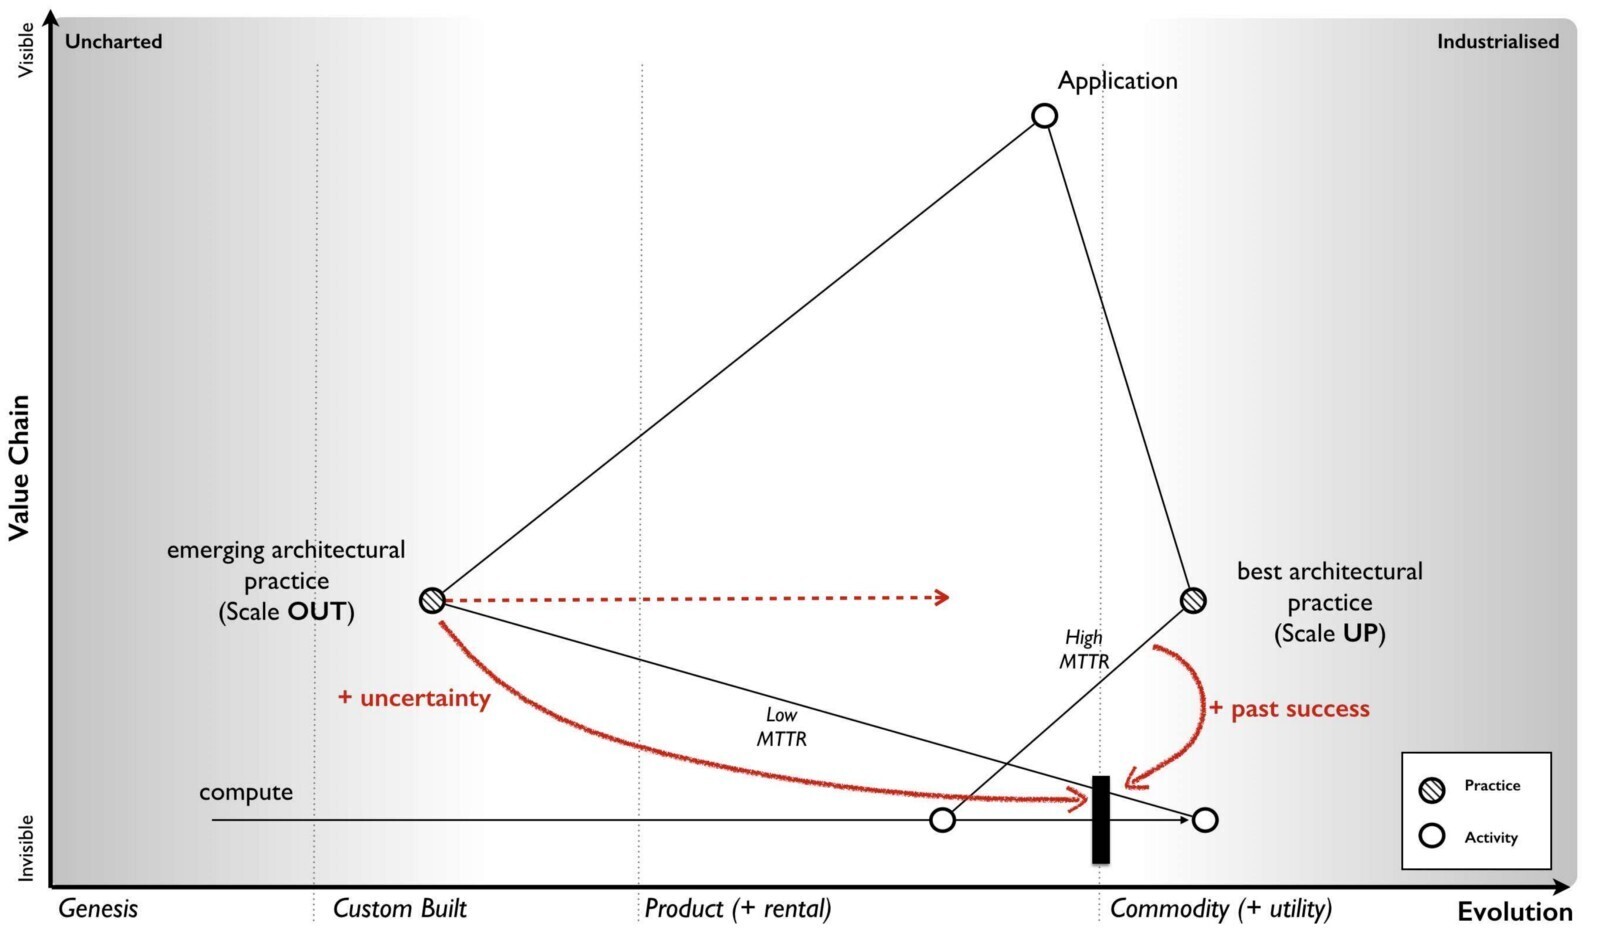 Visible
Uncharted
Industrialised
Application
Value Chain
emerging architectural
practice
(Scale OUT)
best architectural
practice
(Scale UP)
High
MTTR
+ uncertainty
+ past success
Low
MTTR
compute
Practice
Activity
Invisible
Genesis
Custom Built
Product (+ rental)
Commodity (+ utility)
Evolution